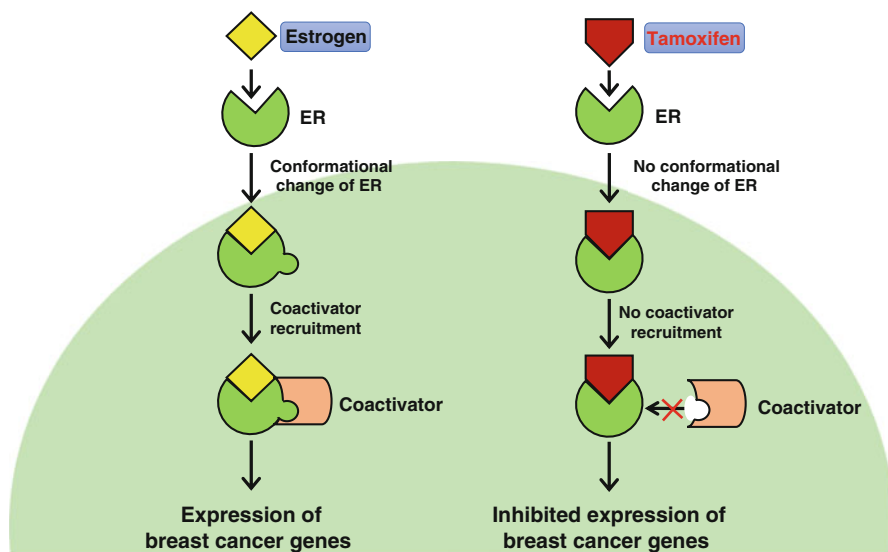 Estrogen
ER
Conformational
change of ER
Coactivator
recruitment
Coactivator
Expression of
breast cancer genes
Tamoxifen
ER
No conformational
change of ER
No coactivator
recruitment
Coactivator
Inhibited expression of
breast cancer genes